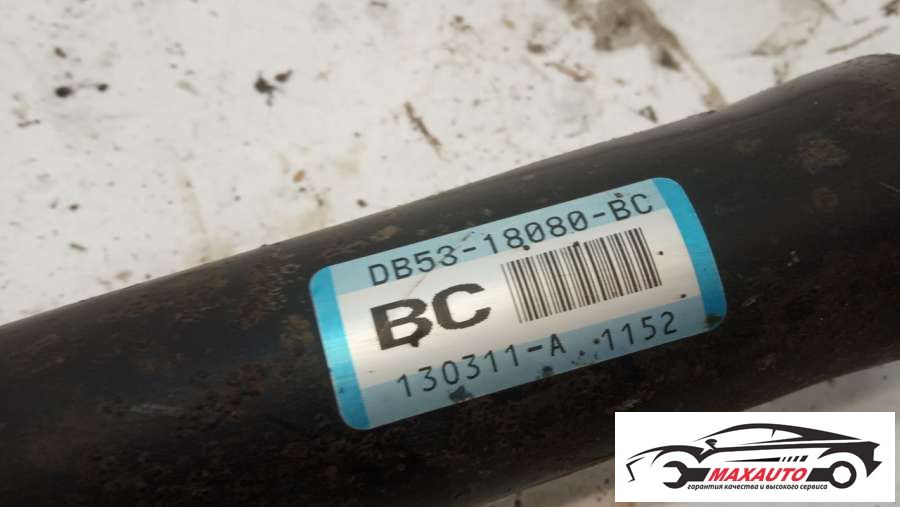 DB53-18080-BC
BC
130311-A 1152
MAXAUTO
гарантия качества и высокого сервиса